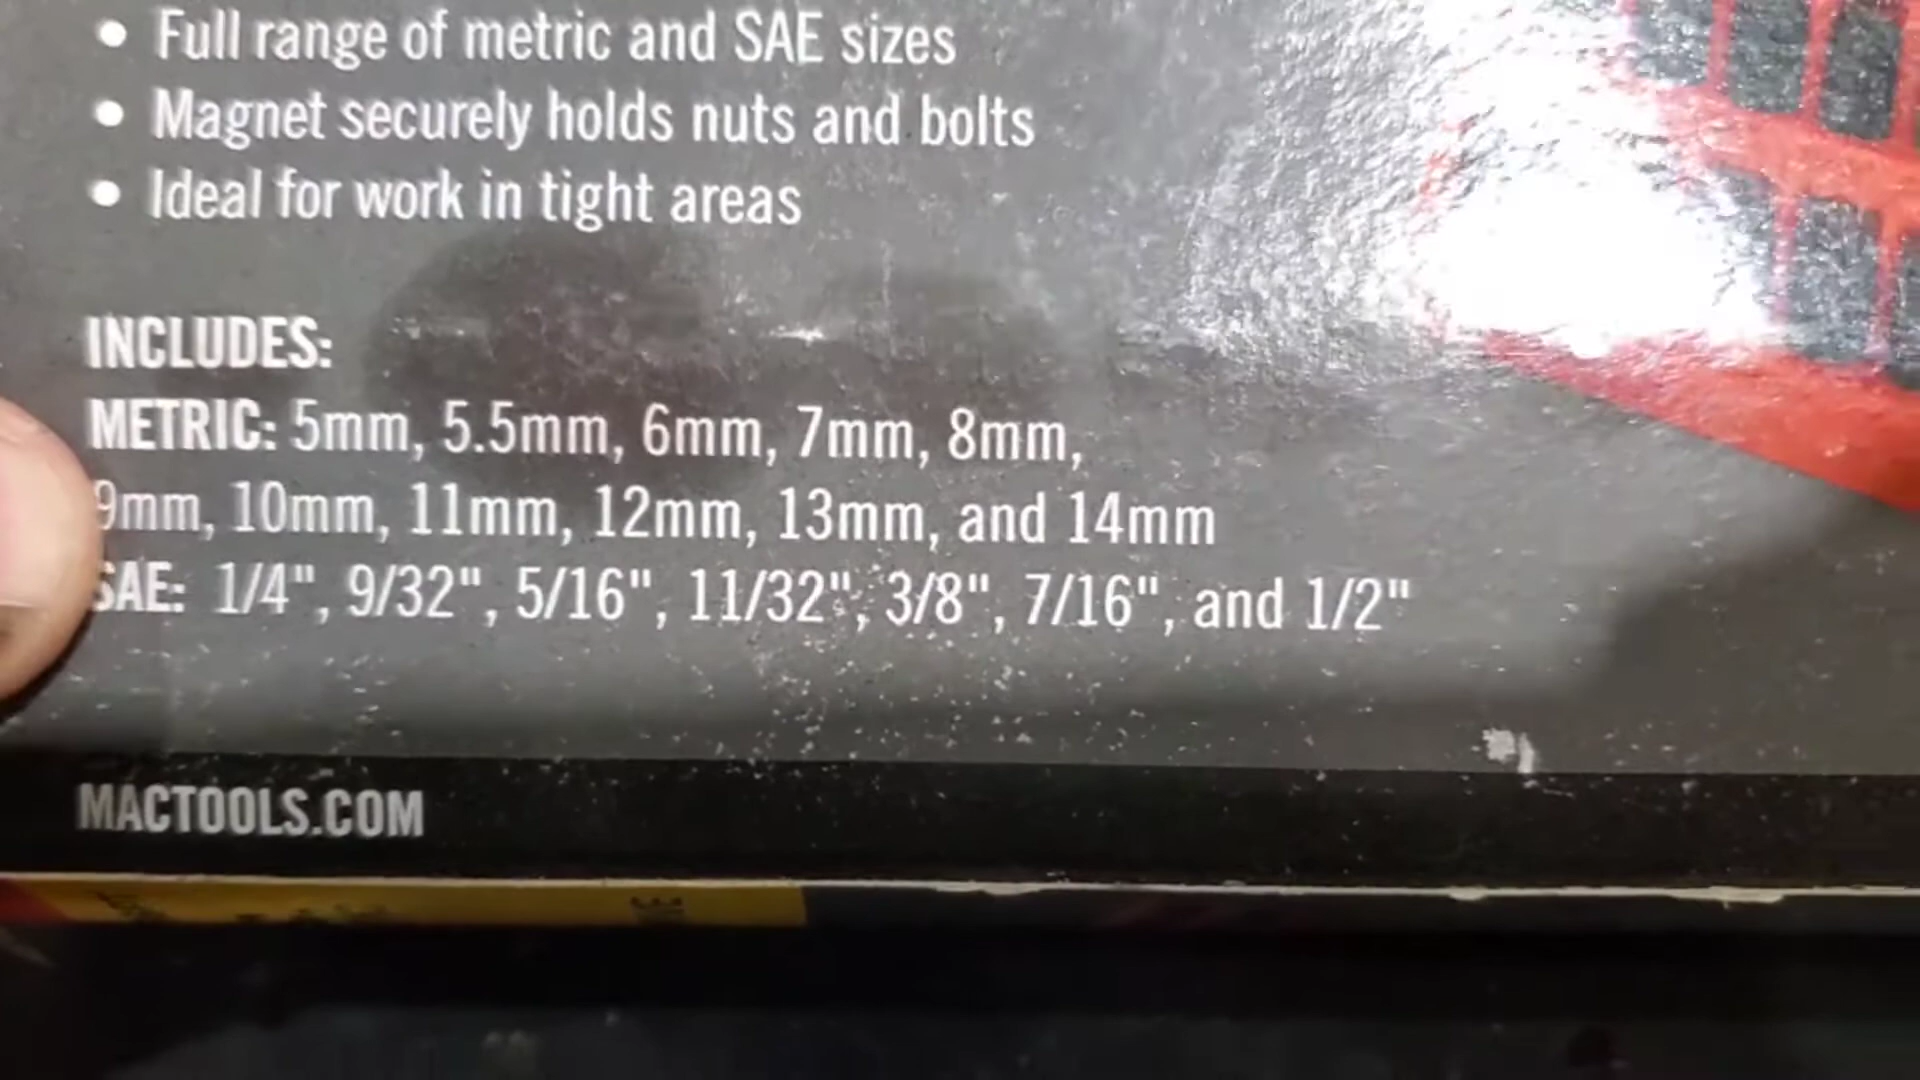 • Full range of metric and SAE sizes
• Magnet securely holds nuts and bolts
• Ideal for work in tight areas
INCLUDES:
METRIC: 5mm, 5.5mm, 6mm, 7mm, 8mm,
9mm, 10mm, 11mm, 12mm, 13mm, and 14mm
SAE: 1/4", 9/32", 5/16", 11/32", 3/8", 7/16", and 1/2"
MACTOOLS.COM